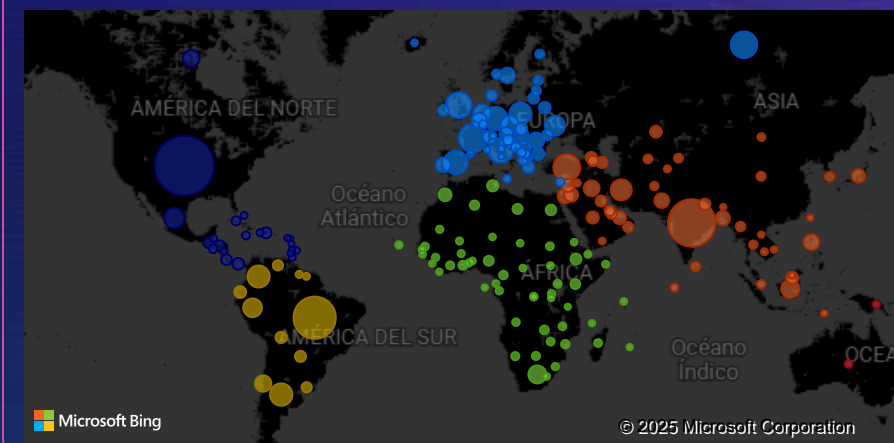 AMÉRICA DEL NORTE
EUROPA
ASIA
Océano
Atlántico
ÁFRICA
AMÉRICA DEL SUR
Océano
Índico
OCEA
Microsoft Bing
© 2025 Microsoft Corporation